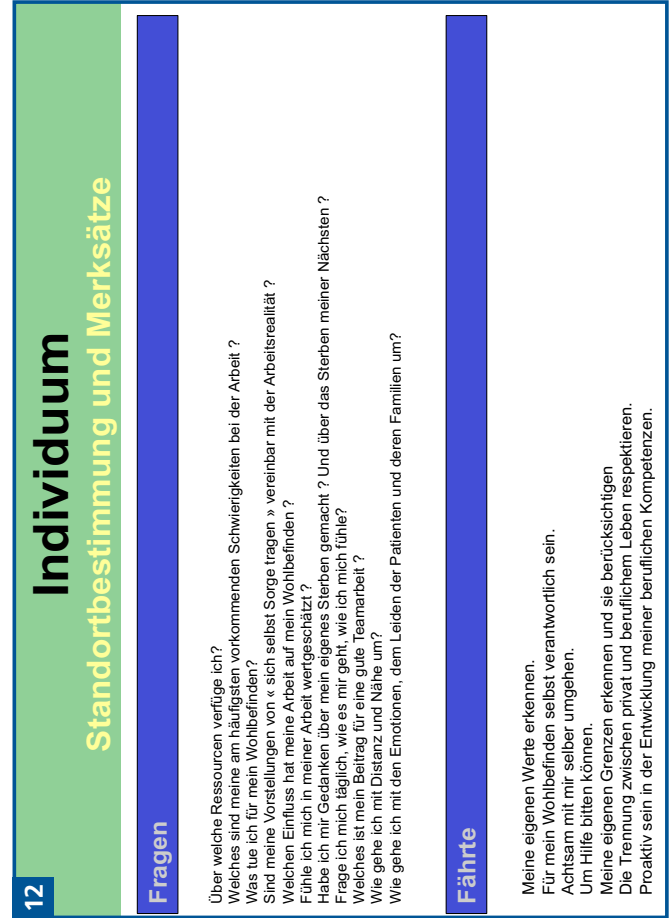 12
Individuum
Standortbestimmung und Merksätze
Fragen
Über welche Ressourcen verfüge ich?
Welches sind meine am häufigsten vorkommenden Schwierigkeiten bei der Arbeit ?
Was tue ich für mein Wohlbefinden?
Sind meine Vorstellungen von « sich selbst Sorge tragen » vereinbar mit der Arbeitsrealität ?
Welchen Einfluss hat meine Arbeit auf mein Wohlbefinden ?
Fühle ich mich in meiner Arbeit wertgeschätzt ?
Habe ich mir Gedanken über mein eigenes Sterben gemacht ? Und über das Sterben meiner Nächsten ?
Frage ich mich täglich, wie es mir geht, wie ich mich fühle?
Welches ist mein Beitrag für eine gute Teamarbeit ?
Wie gehe ich mit Distanz und Nähe um?
Wie gehe ich mit den Emotionen, dem Leiden der Patienten und deren Familien um?
Fährte
Meine eigenen Werte erkennen.
Für mein Wohlbefinden selbst verantwortlich sein.
Achtsam mit mir selber umgehen.
Um Hilfe bitten können.
Meine eigenen Grenzen erkennen und sie berücksichtigen
Die Trennung zwischen privat und beruflichem Leben respektieren.
Proaktiv sein in der Entwicklung meiner beruflichen Kompetenzen.